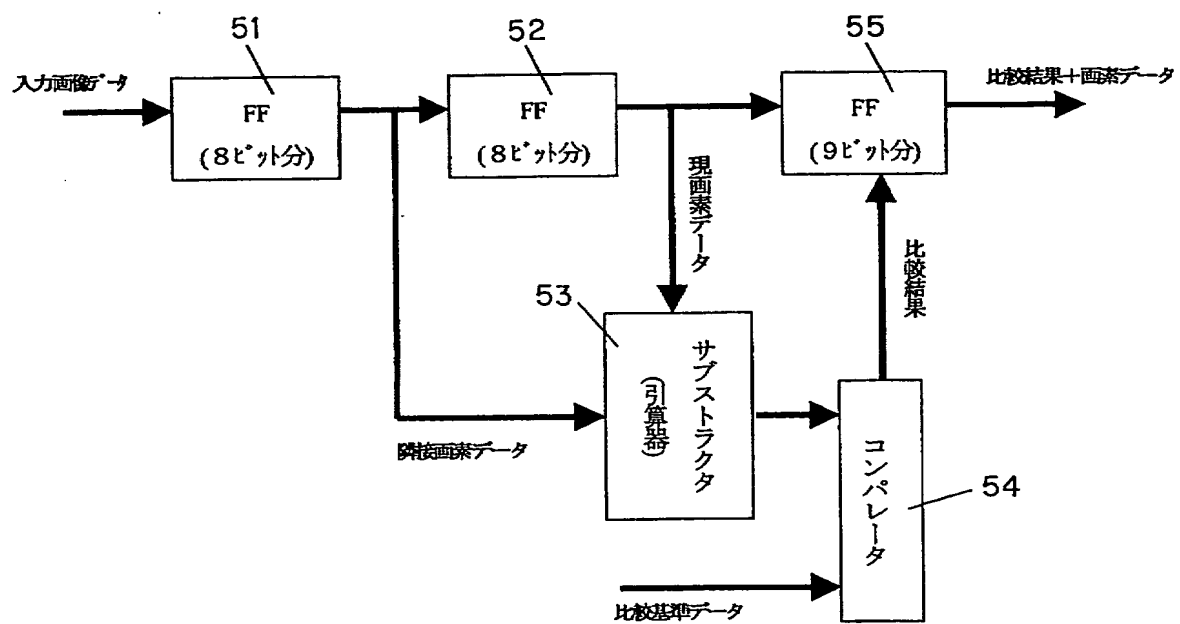 51
52
55
入力画像データ
FF
(8ビット分)
FF
(8ビット分)
FF
(9ビット分)
比較結果+画素データ
現画素データ
比較結果
53
サブストラクタ
(引算器)
隣接画素データ
コンパレータ
54
比較基準データ